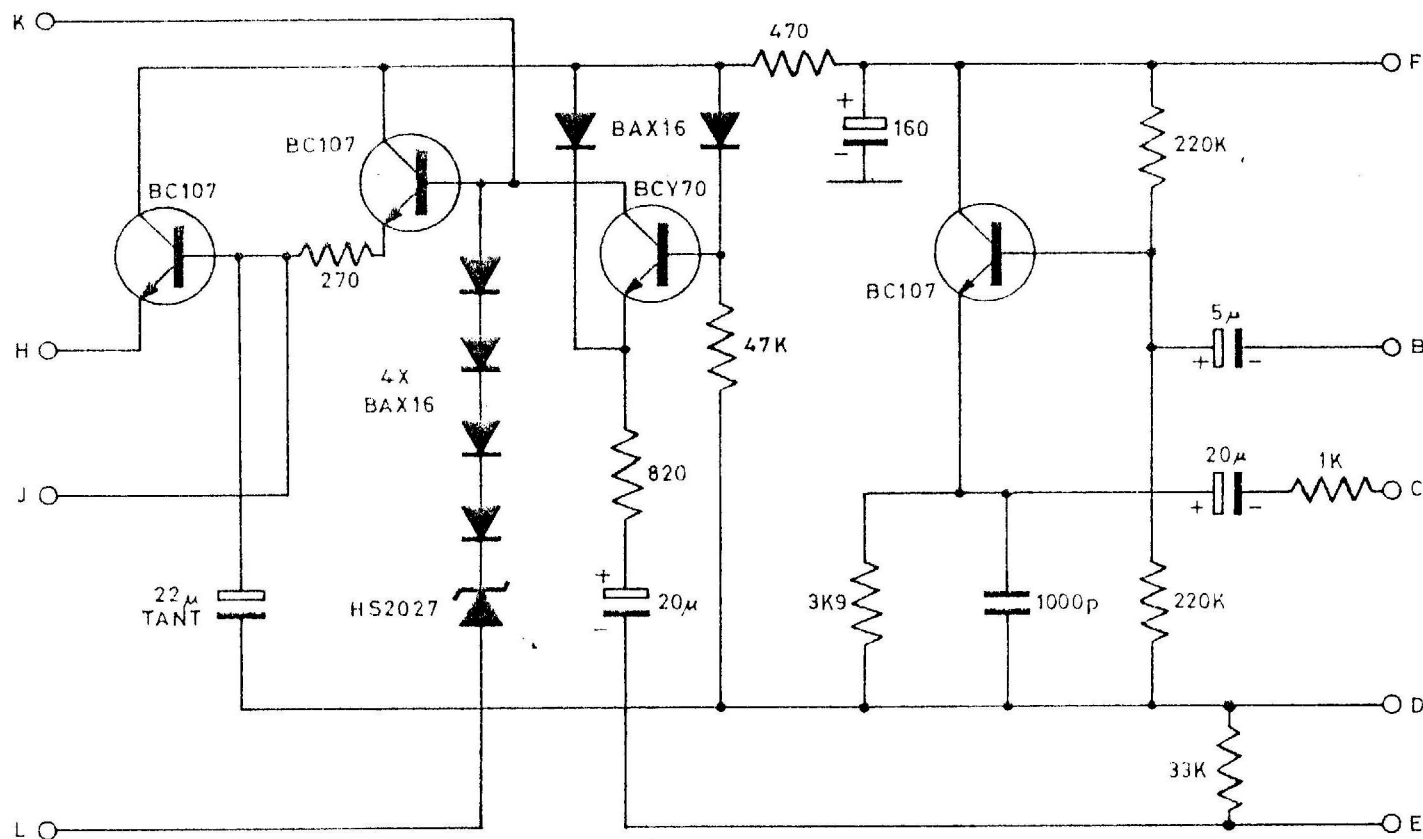 K
470
F
+
BAX16
160
BC107
-
220K
BC107
BCY70
270
BC107
5µ
H
47K
B
+
-
4X
BAX16
20µ
1K
820
J
C
+
-
+
22µ
TANT
HS2027
20µ
3K9
1000p
220K
-
D
33K
L
E